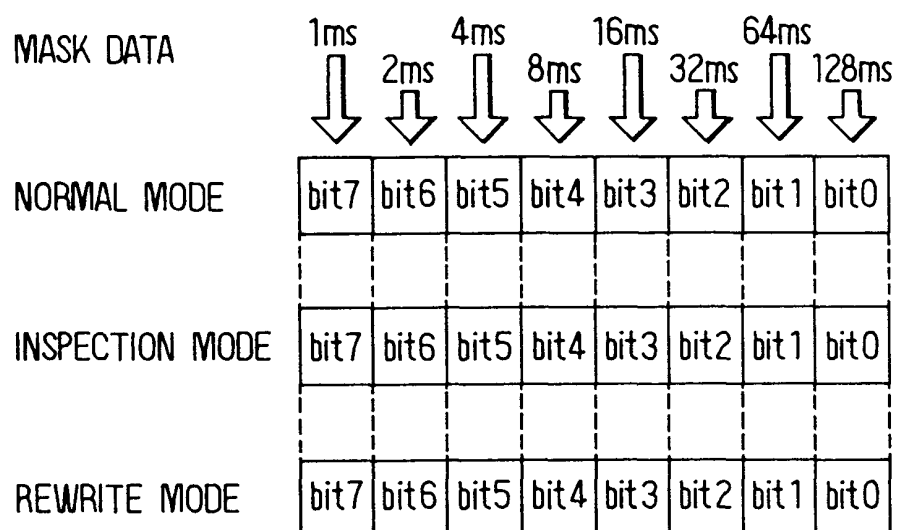 MASK DATA
1ms 4ms 16ms 64ms
2ms 8ms 32ms 128ms
NORMAL MODE bit7 bit6 bit5 bit4 bit3 bit2 bit1 bit0
INSPECTION MODE bit7 bit6 bit5 bit4 bit3 bit2 bit1 bit0
REWRITE MODE bit7 bit6 bit5 bit4 bit3 bit2 bit1 bit0